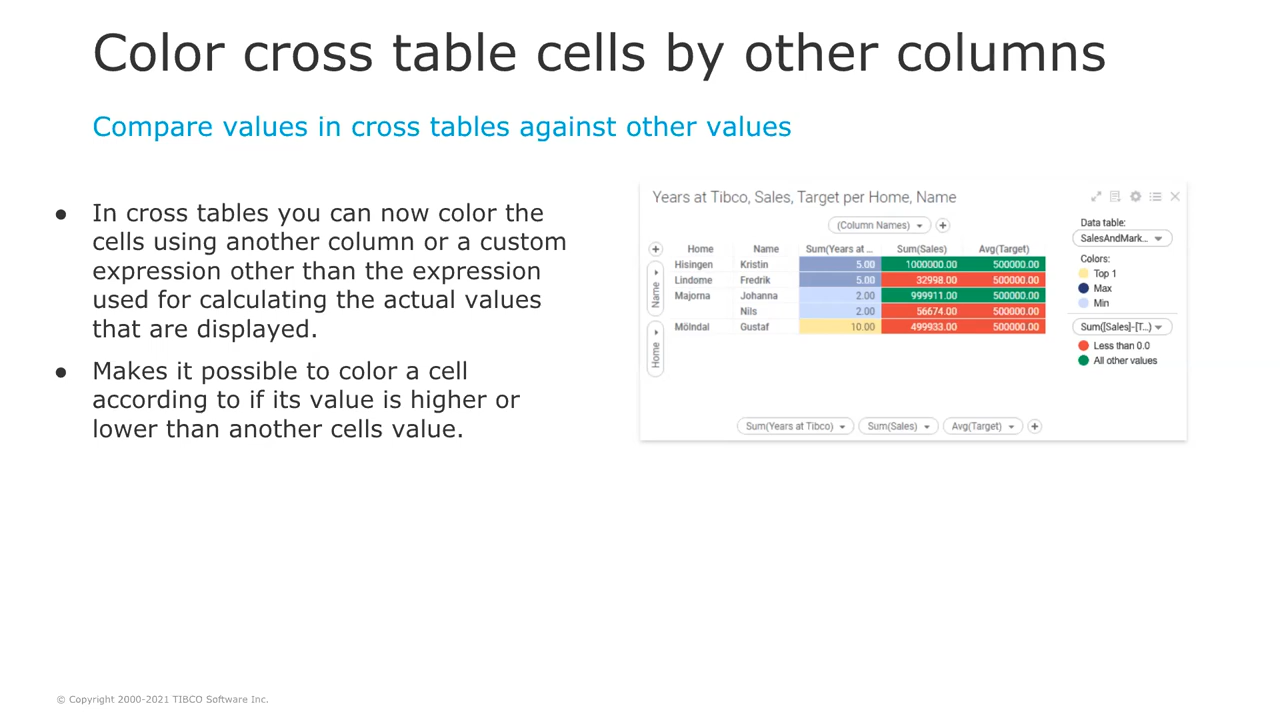 Color cross table cells by other columns
Compare values in cross tables against other values
● In cross tables you can now color the
cells using another column or a custom
expression other than the expression
used for calculating the actual values
that are displayed.
● Makes it possible to color a cell
according to if its value is higher or
lower than another cells value.
Years at Tibco, Sales, Target per Home, Name
(Column Names)
Home Name Sum(Years at ... Sum(Sales) Avg(Target)
Hisingen Kristin 5.00 1000000.00 500000.00
Lindome Fredrik 5.00 32998.00 500000.00
Majorna Johanna 2.00 999911.00 500000.00
Nils 2.00 56674.00 500000.00
Mölndal Gustaf 10.00 499933.00 500000.00
Name
Home
Sum(Years at Tibco) Sum(Sales) Avg(Target)
Data table:
SalesAndMark...
Colors:
Top 1
Max
Min
Sum([Sales]-[T...)
Less than 0.0
All other values
© Copyright 2000-2021 TIBCO Software Inc.